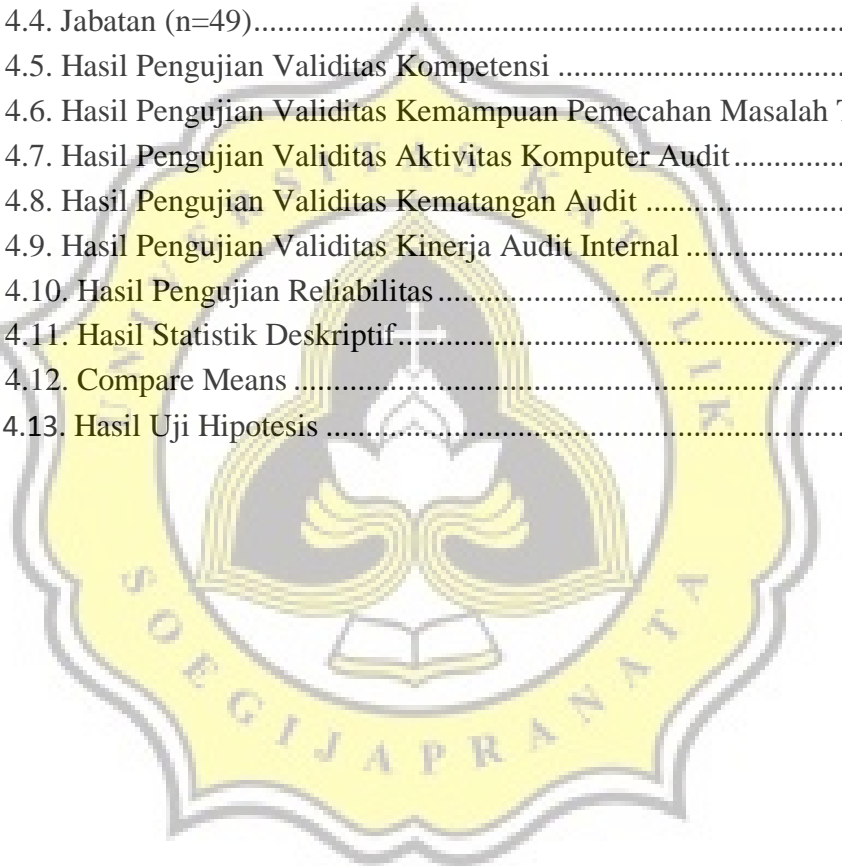 4.4. Jabatan (n=49)
4.5. Hasil Pengujian Validitas Kompetensi
4.6. Hasil Pengujian Validitas Kemampuan Pemecahan Masalah
4.7. Hasil Pengujian Validitas Aktivitas Komputer Audit
4.8. Hasil Pengujian Validitas Kematangan Audit
4.9. Hasil Pengujian Validitas Kinerja Audit Internal
4.10. Hasil Pengujian Reliabilitas
4.11. Hasil Statistik Deskriptif
4.12. Compare Means
4.13. Hasil Uji Hipotesis
UNIVERSITAS KATOLIK
SOEGIJAPRANATA